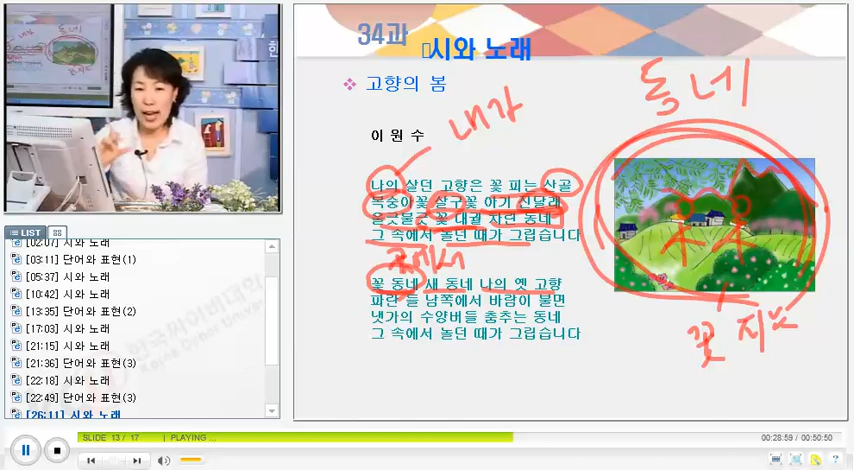 34과
시와 노래
고향의 봄
이 원 수
나의 살던 고향은 꽃 피는 산골
복숭아꽃 살구꽃 아기 진달래
울긋불긋 꽃 대궐 차린 동네
그 속에서 놀던 때가 그립습니다
꽃 동네 새 동네 나의 옛 고향
파란 들 남쪽에서 바람이 불면
냇가의 수양버들 춤추는 동네
그 속에서 놀던 때가 그립습니다
내가
동네
LIST
[02:07] 시와 노래
[03:11] 단어와 표현(1)
[05:37] 시와 노래
[10:42] 시와 노래
[13:35] 단어와 표현(2)
[17:03] 시와 노래
[21:15] 시와 노래
[21:36] 단어와 표현(3)
[22:18] 시와 노래
[22:49] 단어와 표현(3)
[26:11] 시와 노래
SLIDE 13 / 17 | PLAYING ...
00:28:59 / 00:50:50